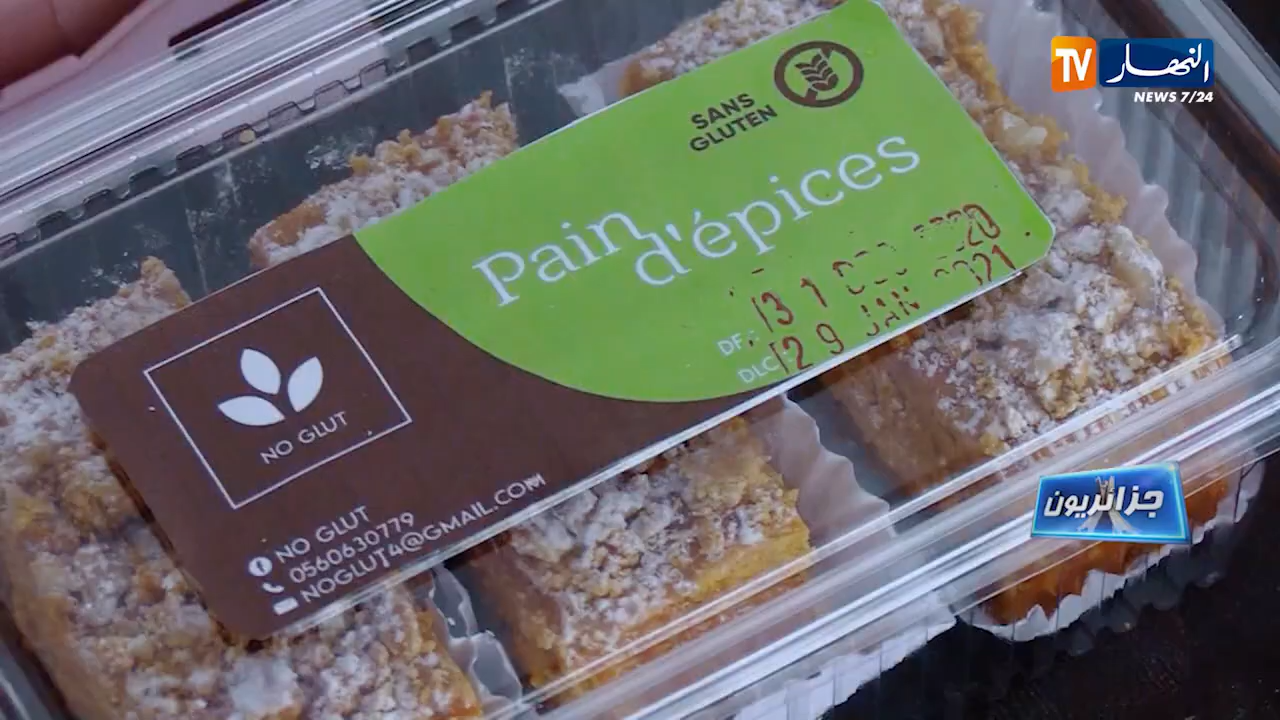 TV النهار
NEWS 7/24
SANS
GLUTEN
Pain
d'épices
DF: 31
DLC: 29 JAN 2021
NO GLUT
NO GLUT
0560630779
NOGLUT4@GMAIL.COM
جزائريون